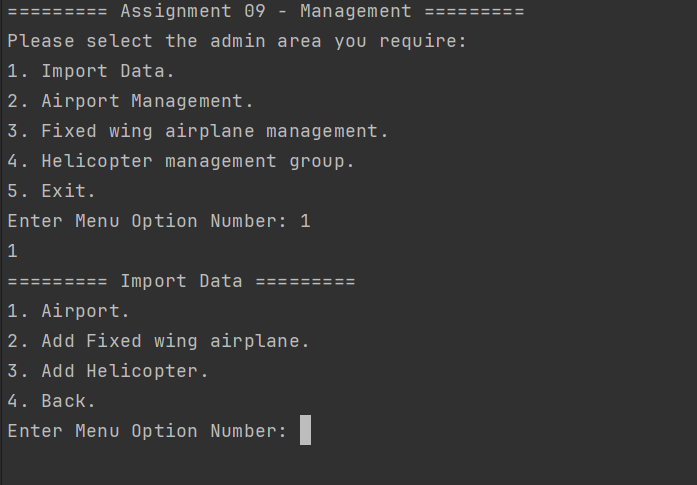 ========= Assignment 09 - Management =========
Please select the admin area you require:
1. Import Data.
2. Airport Management.
3. Fixed wing airplane management.
4. Helicopter management group.
5. Exit.
Enter Menu Option Number: 1
1
========= Import Data =========
1. Airport.
2. Add Fixed wing airplane.
3. Add Helicopter.
4. Back.
Enter Menu Option Number: